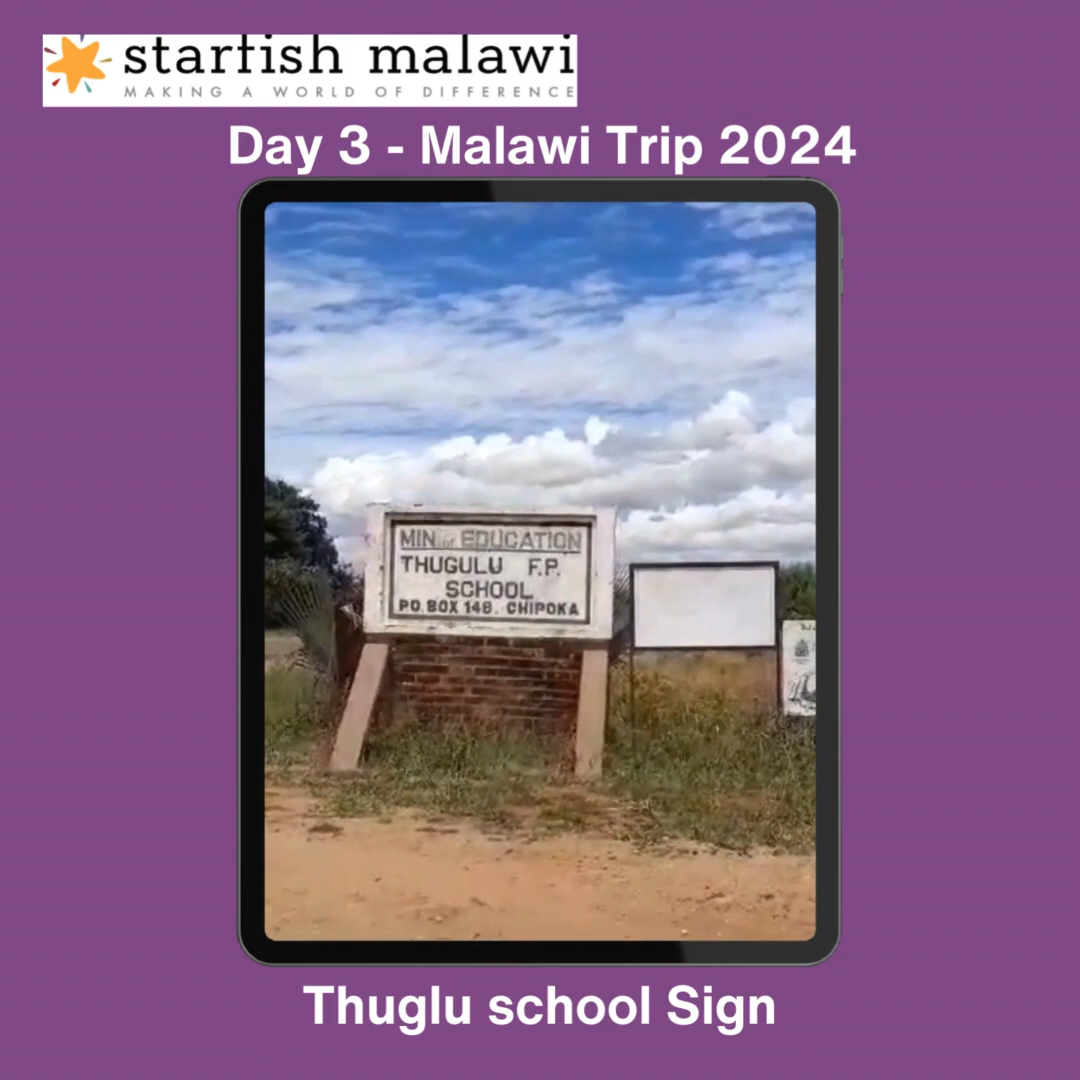 starfish malawi
MAKING A WORLD OF DIFFERENCE
Day 3 - Malawi Trip 2024
MIN of EDUCATION
THUGULU F.P.
SCHOOL
P.O. BOX 148. CHIPOKA
Thuglu school Sign